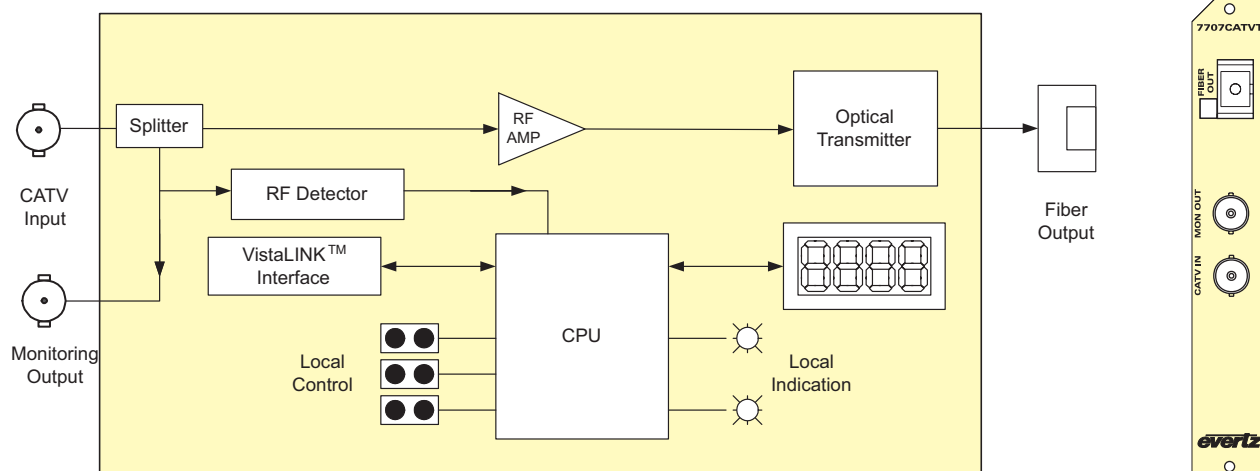 CATV
Input
Splitter
RF
AMP
Optical
Transmitter
Fiber
Output
RF Detector
VistaLINK™
Interface
Monitoring
Output
Local
Control
CPU
Local
Indication
7707CATVT
FIBER
OUT
MON OUT
CATV IN
evertz